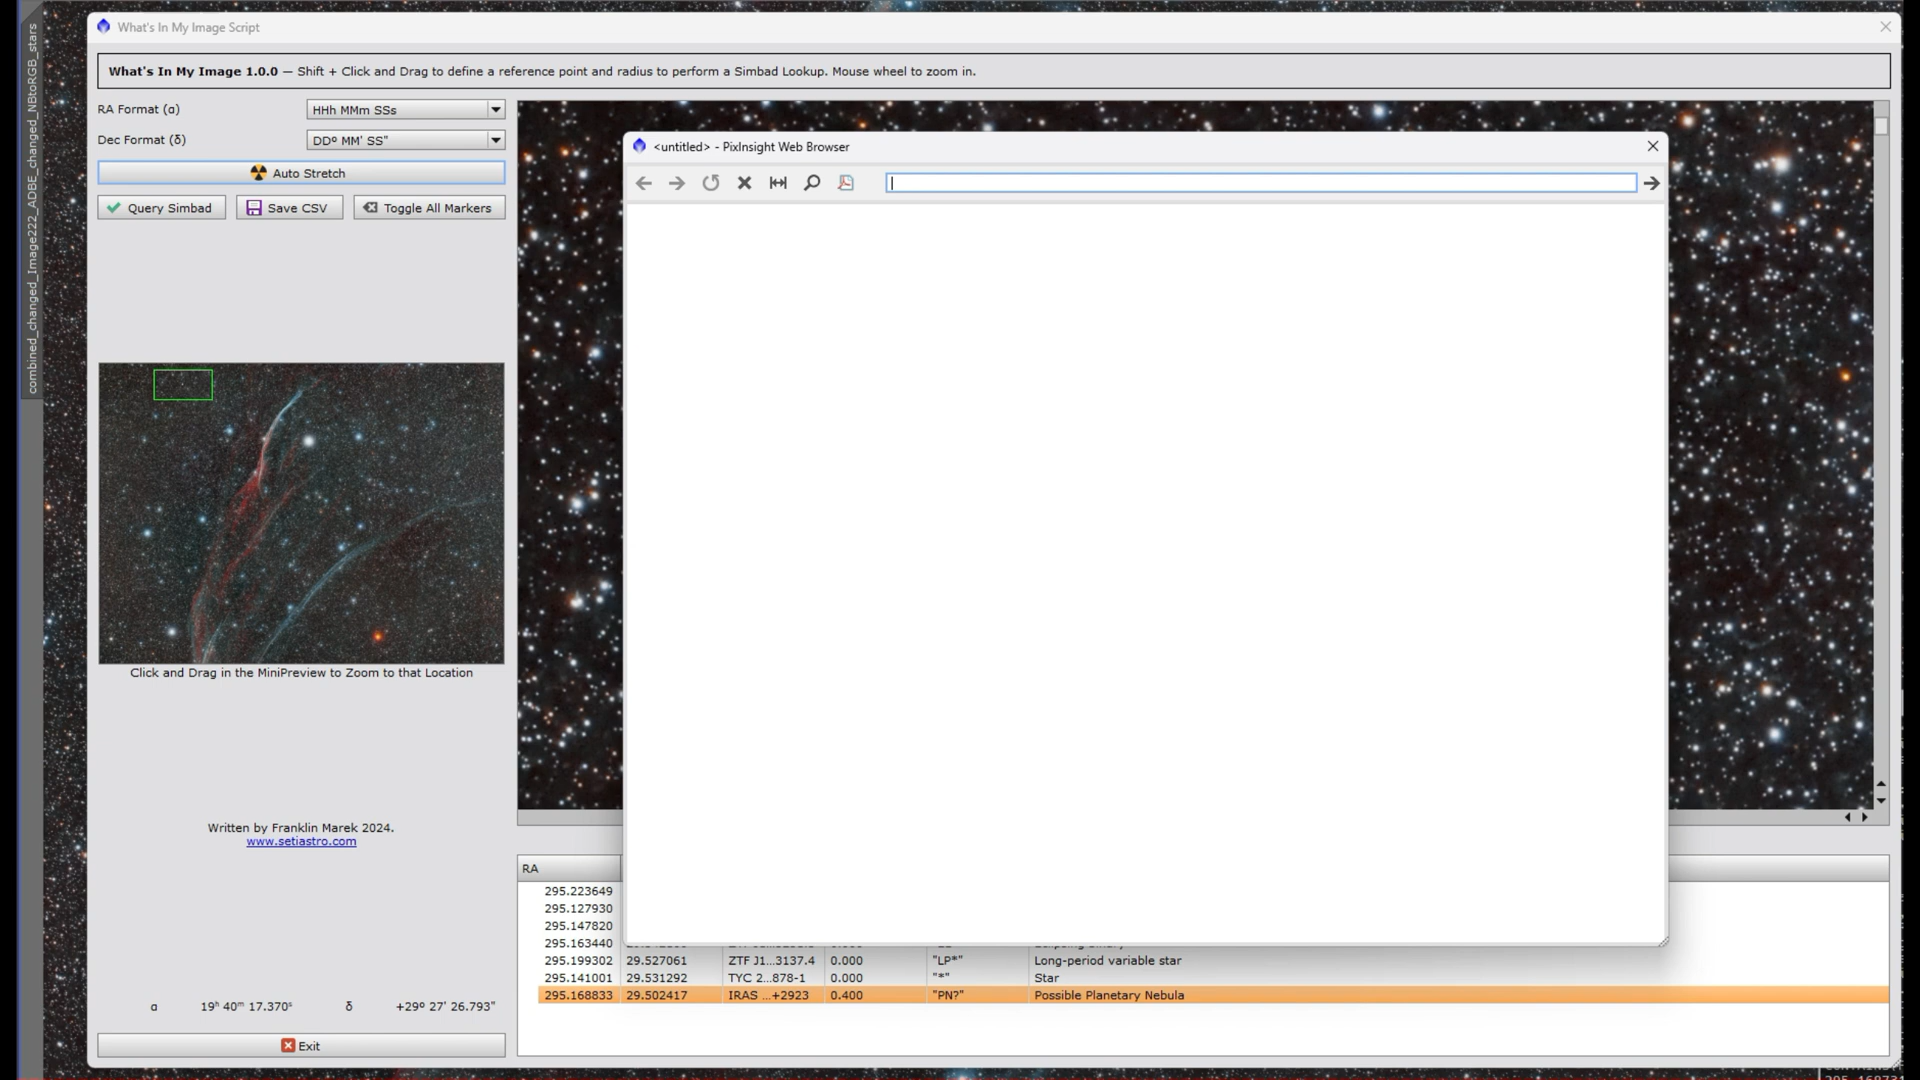 combined_changed_Image222_ADBE_changed_NBtoRGB_stars
What's In My Image Script
What's In My Image 1.0.0 — Shift + Click and Drag to define a reference point and radius to perform a Simbad Lookup. Mouse wheel to zoom in.
RA Format (α)
HHh MMm SSs
Dec Format (δ)
DDº MM' SS"
Auto Stretch
Query Simbad
Save CSV
Toggle All Markers
<untitled> - PixInsight Web Browser
Click and Drag in the MiniPreview to Zoom to that Location
Written by Franklin Marek 2024.
www.setiastro.com
RA
295.223649
295.127930
295.147820
295.163440
295.199302 29.527061 ZTF J1...3137.4 0.000 "LP*" Long-period variable star
295.141001 29.531292 TYC 2...878-1 0.000 "*" Star
295.168833 29.502417 IRAS ...+2923 0.400 "PN?" Possible Planetary Nebula
α 19ʰ 40ᵐ 17.370ˢ δ +29º 27' 26.793"
Exit